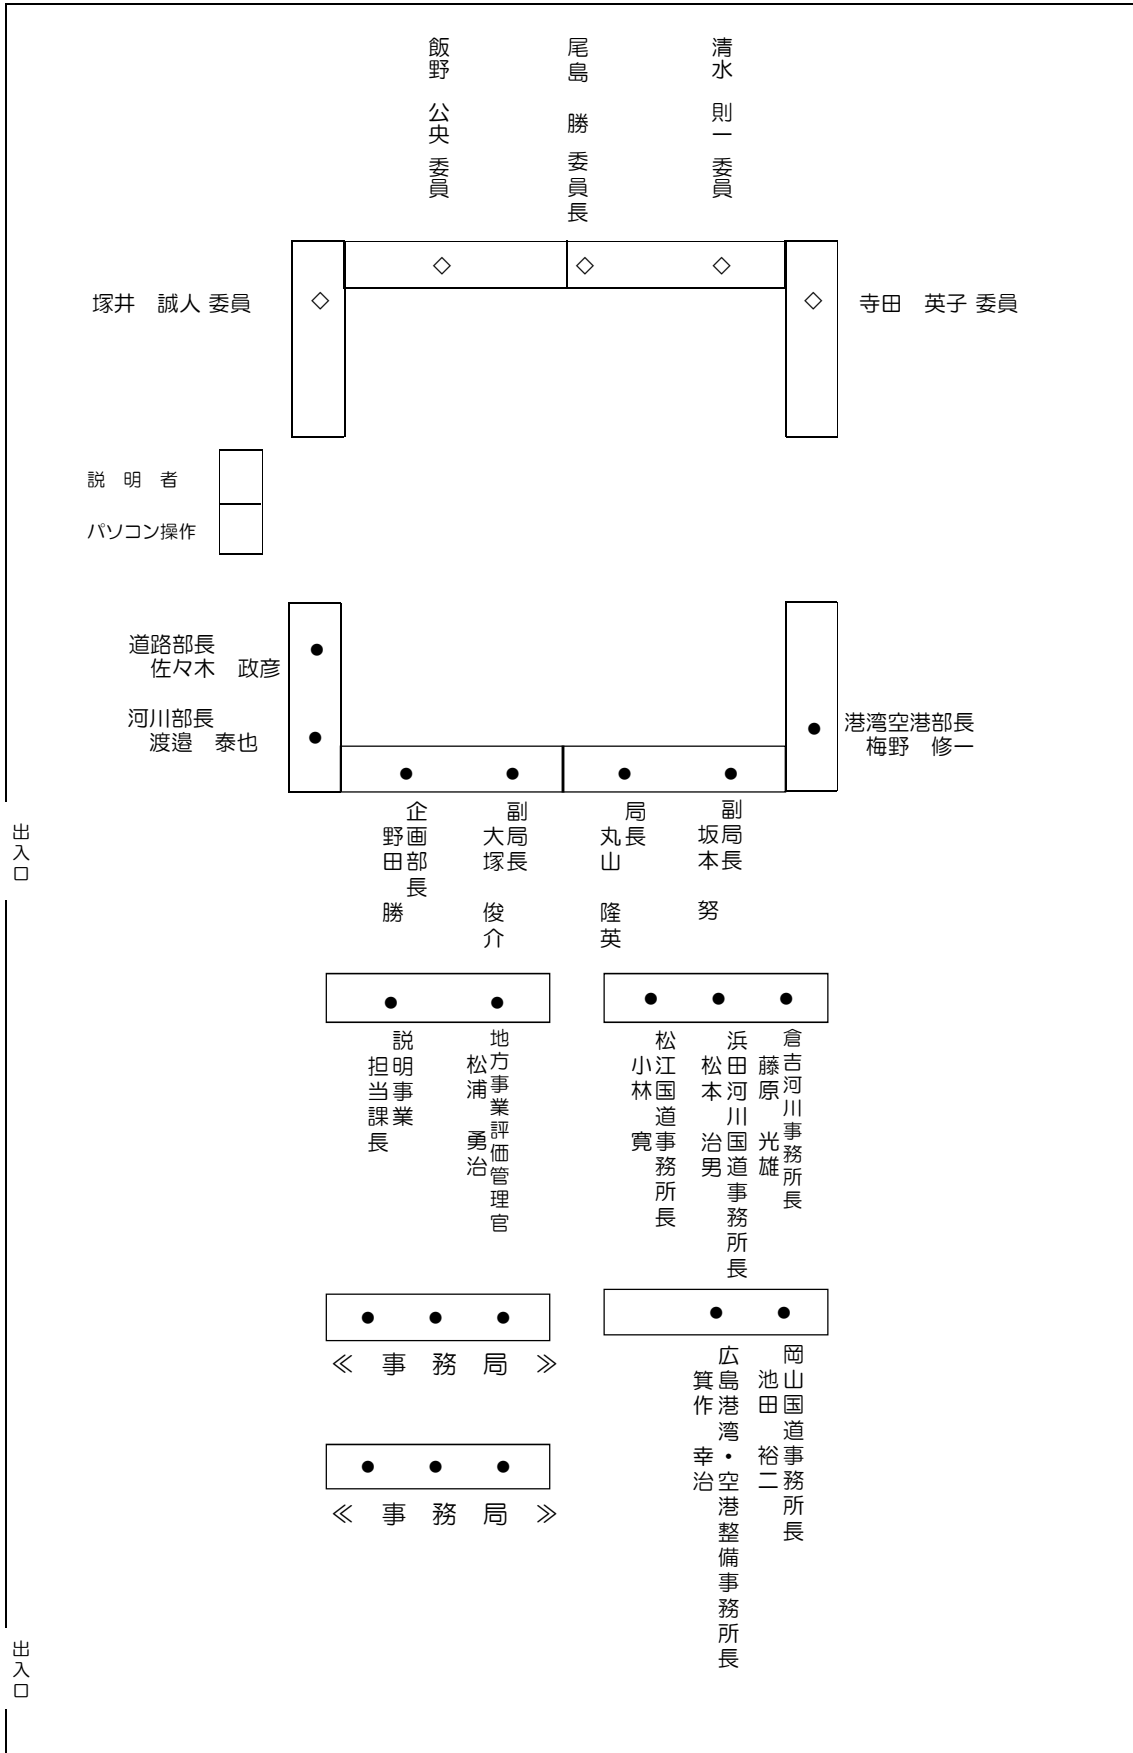 飯野　公央 委員
尾島　勝 委員長
清水　則一 委員
塚井　誠人 委員
寺田　英子 委員
説　明　者
パソコン操作
道路部長
佐々木　政彦
河川部長
渡邉　泰也
港湾空港部長
梅野　修一
企画部長
野田　勝
副局長
大塚　俊介
局長
丸山　隆英
副局長
坂本　努
出入口
説明事業
担当課長
地方事業評価管理官
松浦　勇治
松江国道事務所長
小林　寛
浜田河川国道事務所長
松本　治男
倉吉河川事務所長
藤原　光雄
≪　事　務　局　≫
広島港湾・空港整備事務所長
箕作　幸治
岡山国道事務所長
池田　裕二
≪　事　務　局　≫
出入口